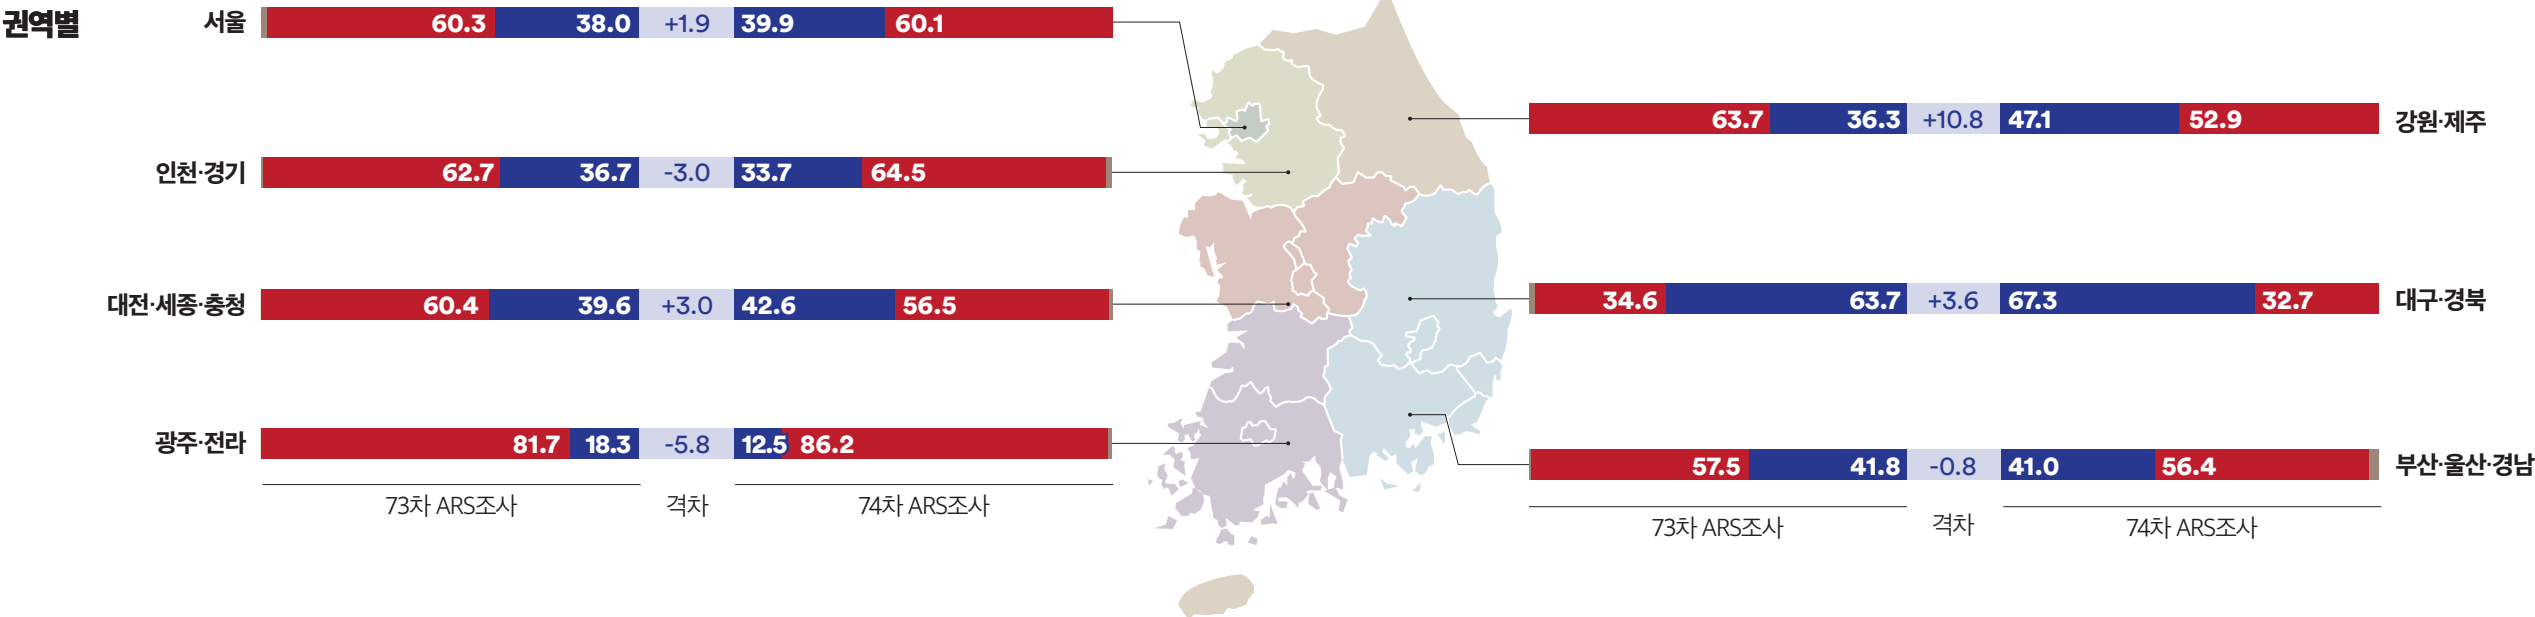 권역별
서울 60.3 38.0 +1.9 39.9 60.1
인천·경기 62.7 36.7 -3.0 33.7 64.5
대전·세종·충청 60.4 39.6 +3.0 42.6 56.5
광주·전라 81.7 18.3 -5.8 12.5 86.2
73차 ARS조사 격차 74차 ARS조사
63.7 36.3 +10.8 47.1 52.9 강원·제주
34.6 63.7 +3.6 67.3 32.7 대구·경북
57.5 41.8 -0.8 41.0 56.4 부산·울산·경남
73차 ARS조사 격차 74차 ARS조사